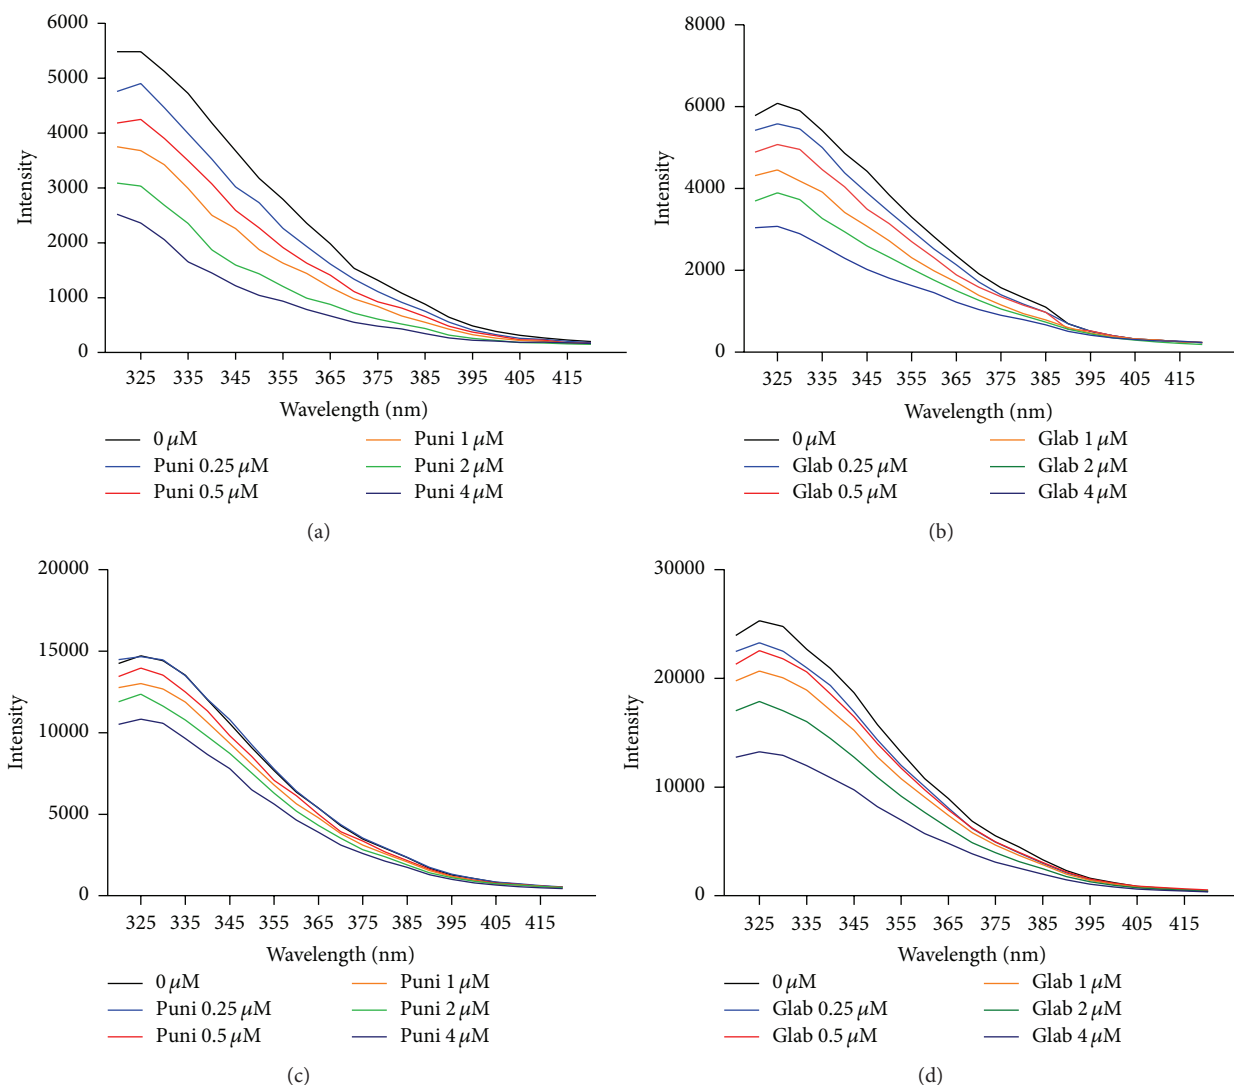 6000
5000
4000
3000
2000
1000
0
Intensity
325 335 345 355 365 375 385 395 405 415
Wavelength (nm)
0 μM Puni 1 μM
Puni 0.25 μM Puni 2 μM
Puni 0.5 μM Puni 4 μM
(a)
8000
6000
4000
2000
0
Intensity
325 335 345 355 365 375 385 395 405 415
Wavelength (nm)
0 μM Glab 1 μM
Glab 0.25 μM Glab 2 μM
Glab 0.5 μM Glab 4 μM
(b)
20000
15000
10000
5000
0
Intensity
325 335 345 355 365 375 385 395 405 415
Wavelength (nm)
0 μM Puni 1 μM
Puni 0.25 μM Puni 2 μM
Puni 0.5 μM Puni 4 μM
(c)
30000
20000
10000
0
Intensity
325 335 345 355 365 375 385 395 405 415
Wavelength (nm)
0 μM Glab 1 μM
Glab 0.25 μM Glab 2 μM
Glab 0.5 μM Glab 4 μM
(d)